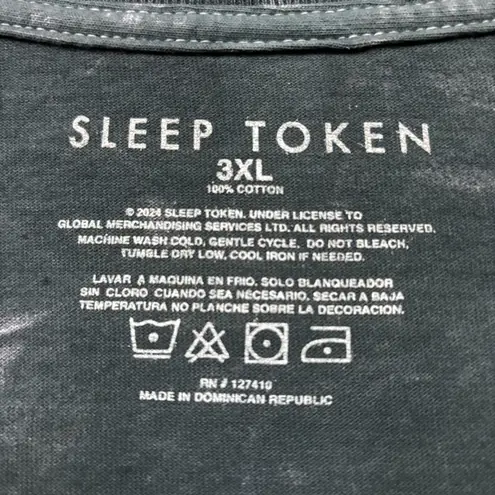 SLEEP TOKEN
3XL
100% COTTON
© 2024 SLEEP TOKEN. UNDER LICENSE TO
GLOBAL MERCHANDISING SERVICES LTD. ALL RIGHTS RESERVED.
MACHINE WASH COLD, GENTLE CYCLE. DO NOT BLEACH,
TUMBLE DRY LOW, COOL IRON IF NEEDED.
LAVAR A MAQUINA EN FRIO. SOLO BLANQUEADOR
SIN CLORO CUANDO SEA NECESARIO. SECAR A BAJA
TEMPERATURA NO PLANCHE SOBRE LA DECORACION.
RN # 127410
MADE IN DOMINICAN REPUBLIC